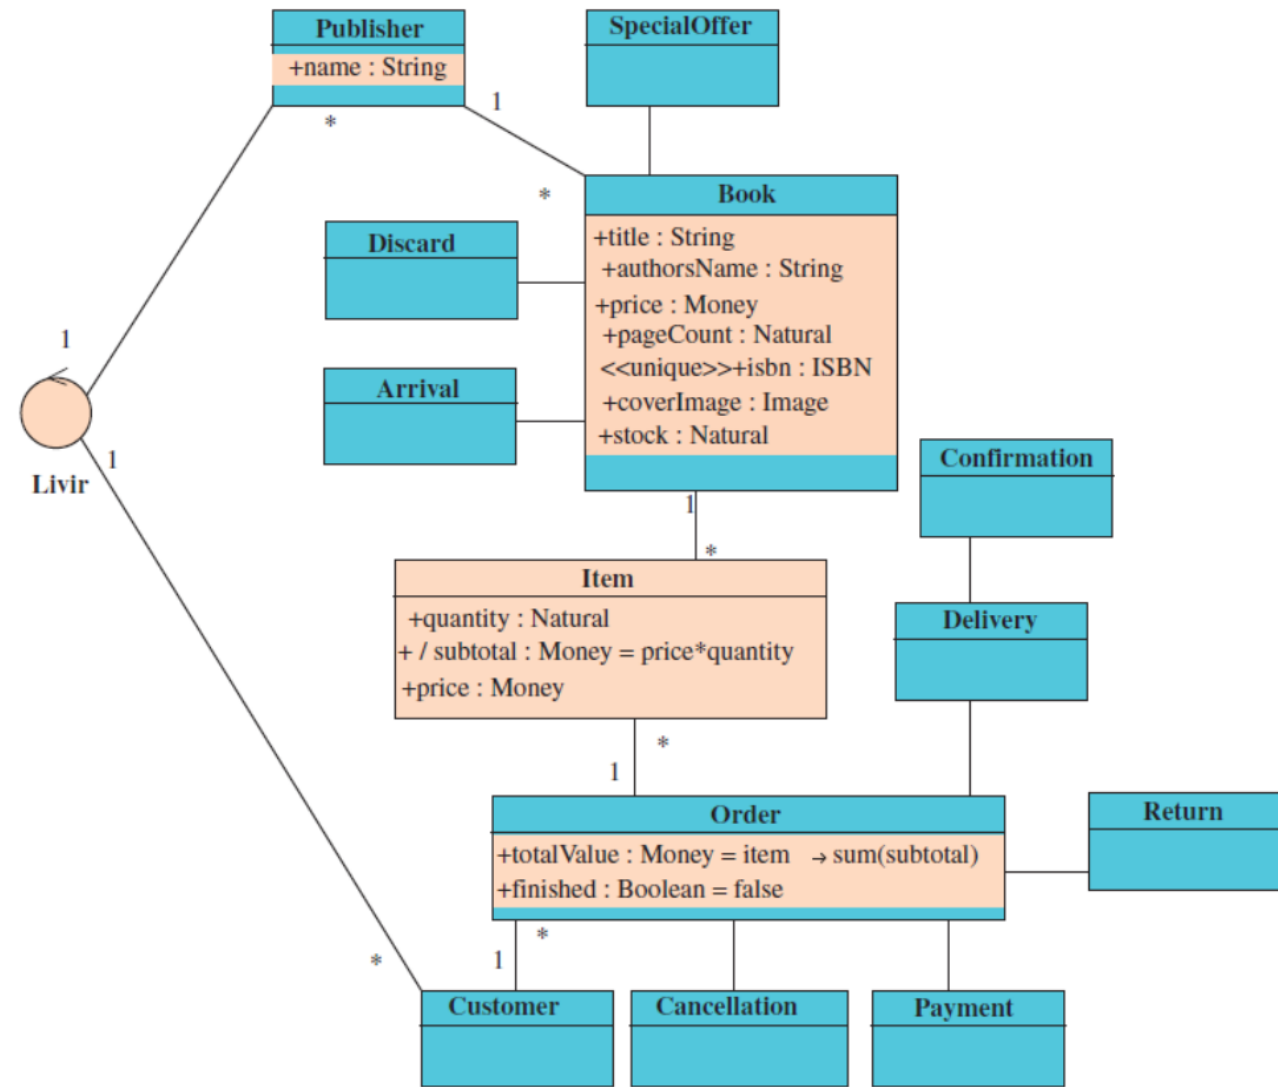 Publisher
+name : String
SpecialOffer
1
*
*
Book
+title : String
+authorsName : String
+price : Money
+pageCount : Natural
<<unique>>+isbn : ISBN
+coverImage : Image
+stock : Natural
Discard
Arrival
1
1
Livir
Confirmation
1
*
Item
+quantity : Natural
+ / subtotal : Money = price*quantity
+price : Money
Delivery
*
1
Order
+totalValue : Money = item → sum(subtotal)
+finished : Boolean = false
Return
*
1
*
Customer
Cancellation
Payment